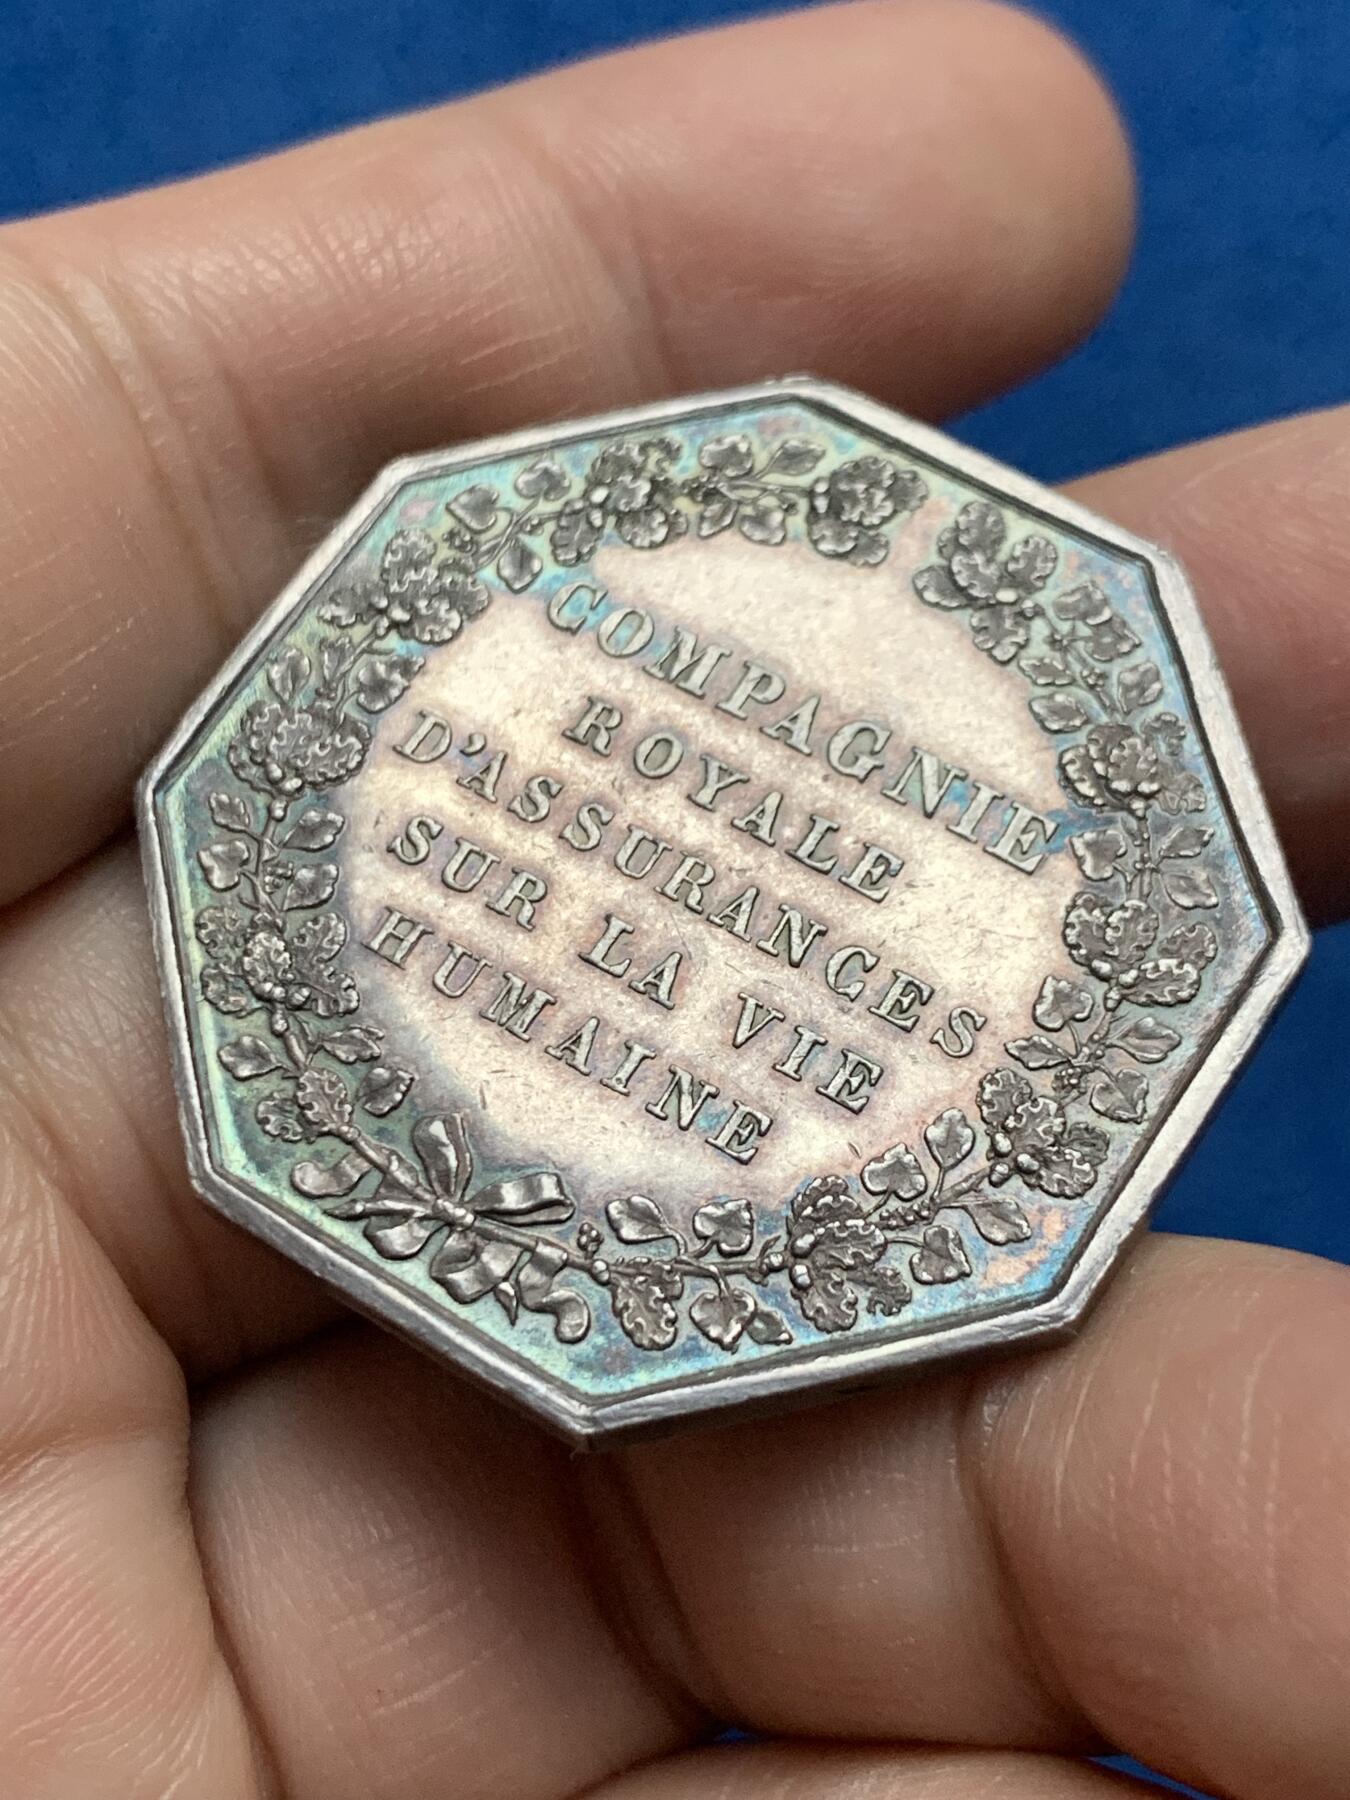 COMPAGNIE
ROYALE
D'ASSURANCES
SUR LA VIE
HUMAINE